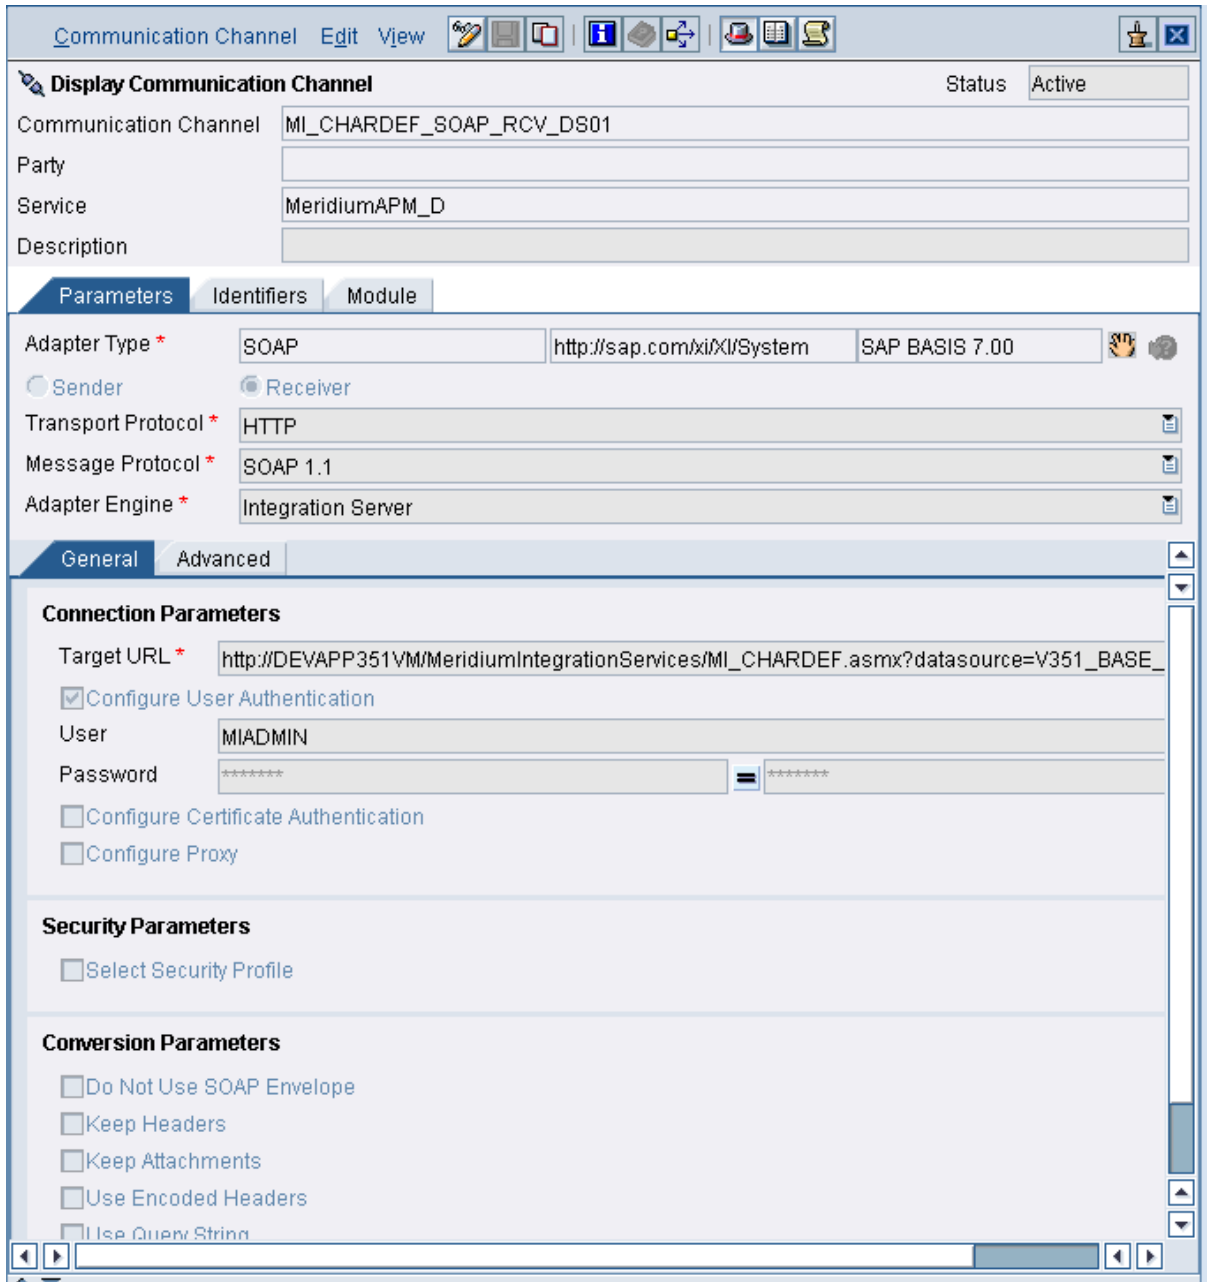 Communication Channel Edit View
Display Communication Channel Status Active
Communication Channel MI_CHARDEF_SOAP_RCV_DS01
Party
Service MeridiumAPM_D
Description
Parameters Identifiers Module
Adapter Type * SOAP http://sap.com/xi/XI/System SAP BASIS 7.00
Sender Receiver
Transport Protocol * HTTP
Message Protocol * SOAP 1.1
Adapter Engine * Integration Server
General Advanced
Connection Parameters
Target URL * http://DEVAPP351VM/MeridiumIntegrationServices/MI_CHARDEF.asmx?datasource=V351_BASE_
Configure User Authentication
User MIADMIN
Password ******* = *******
Configure Certificate Authentication
Configure Proxy
Security Parameters
Select Security Profile
Conversion Parameters
Do Not Use SOAP Envelope
Keep Headers
Keep Attachments
Use Encoded Headers
Use Query String